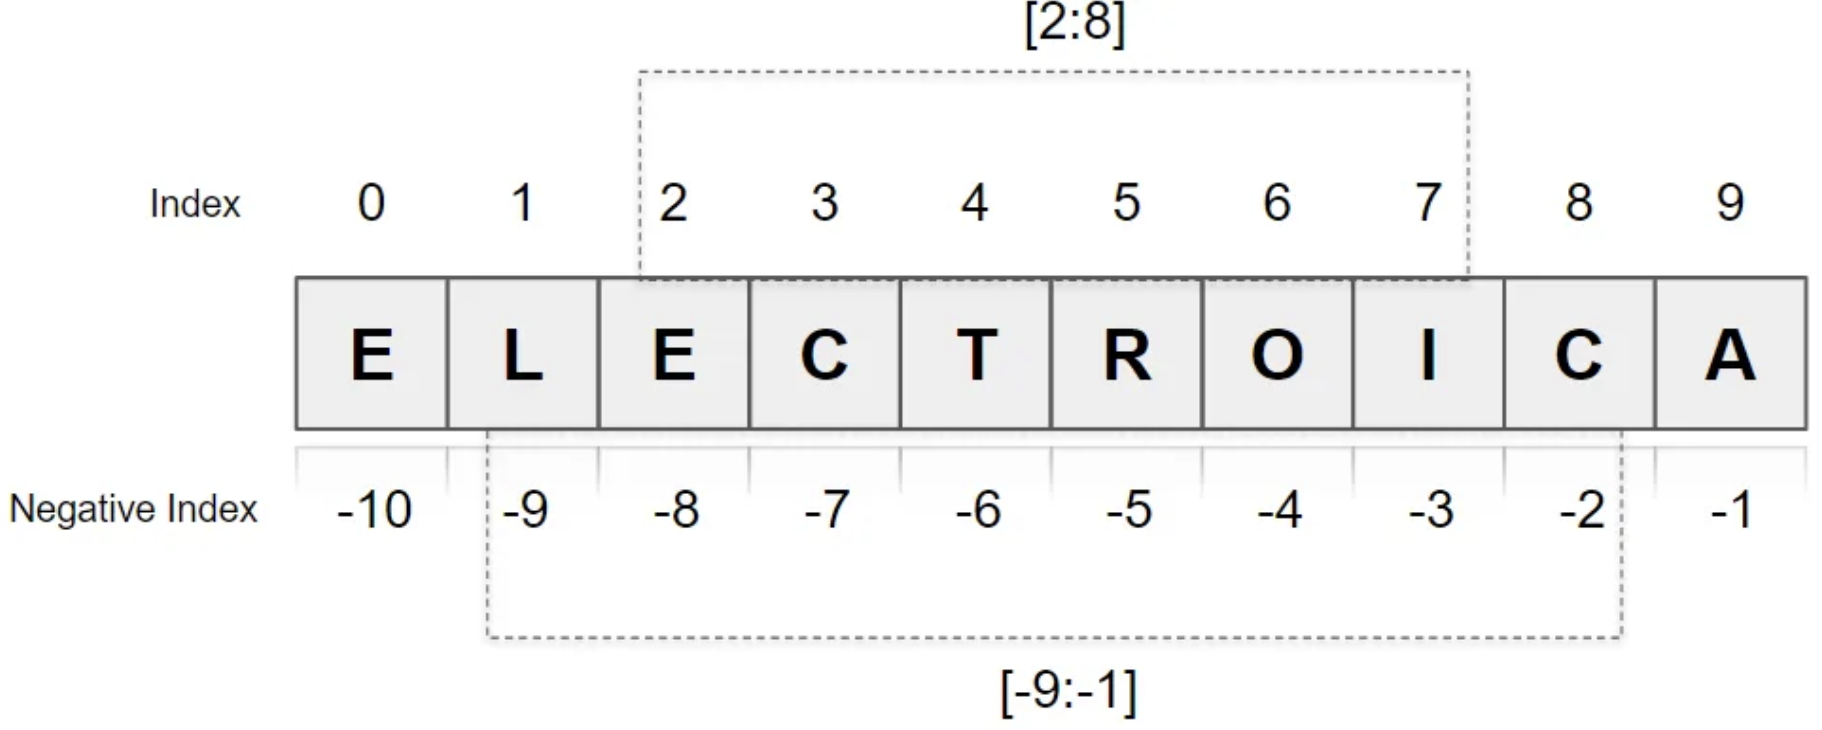 [2:8]
Index 0 1 2 3 4 5 6 7 8 9
E L E C T R O I C A
Negative Index -10 -9 -8 -7 -6 -5 -4 -3 -2 -1
[-9:-1]